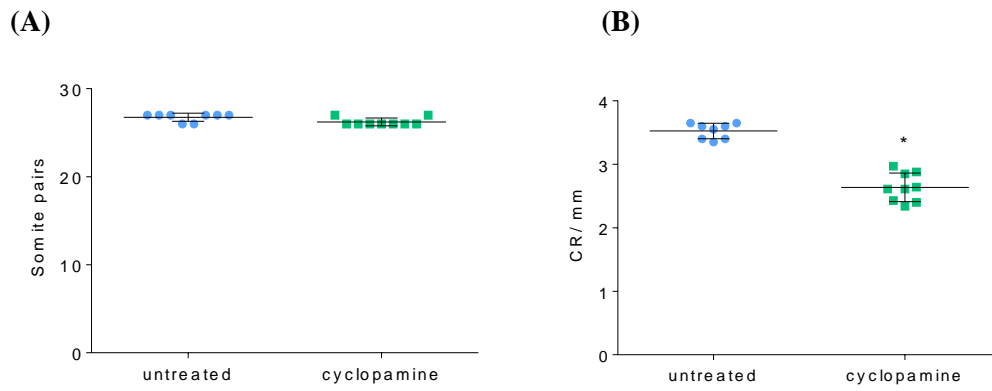 (A)
(B)
Somite pairs
30
20
10
0
untreated cyclopamine
CR/ mm
4
3
2
1
0
*
untreated cyclopamine